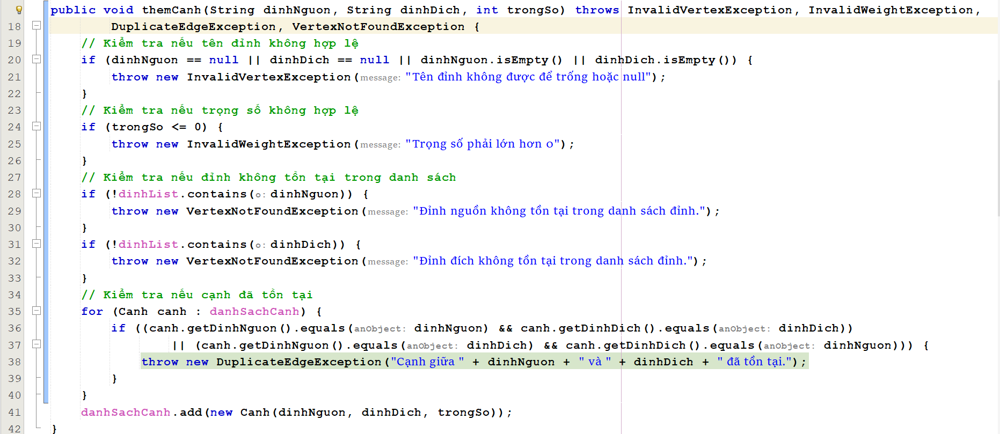 public void themCanh(String dinhNguon, String dinhDich, int trongSo) throws InvalidVertexException, InvalidWeightException,
18 DuplicateEdgeException, VertexNotFoundException {
19 // Kiểm tra nếu tên đỉnh không hợp lệ
20 if (dinhNguon == null || dinhDich == null || dinhNguon.isEmpty() || dinhDich.isEmpty()) {
21 throw new InvalidVertexException(message: "Tên đỉnh không được để trống hoặc null");
22 }
23 // Kiểm tra nếu trọng số không hợp lệ
24 if (trongSo <= 0) {
25 throw new InvalidWeightException(message: "Trọng số phải lớn hơn 0");
26 }
27 // Kiểm tra nếu đỉnh không tồn tại trong danh sách
28 if (!dinhList.contains(o: dinhNguon)) {
29 throw new VertexNotFoundException(message: "Đỉnh nguồn không tồn tại trong danh sách đỉnh.");
30 }
31 if (!dinhList.contains(o: dinhDich)) {
32 throw new VertexNotFoundException(message: "Đỉnh đích không tồn tại trong danh sách đỉnh.");
33 }
34 // Kiểm tra nếu cạnh đã tồn tại
35 for (Canh canh : danhSachCanh) {
36 if ((canh.getDinhNguon().equals(anObject: dinhNguon) && canh.getDinhDich().equals(anObject: dinhDich))
37 || (canh.getDinhNguon().equals(anObject: dinhDich) && canh.getDinhDich().equals(anObject: dinhNguon))) {
38 throw new DuplicateEdgeException("Cạnh giữa " + dinhNguon + " và " + dinhDich + " đã tồn tại.");
39 }
40 }
41 danhSachCanh.add(new Canh(dinhNguon, dinhDich, trongSo));
42 }